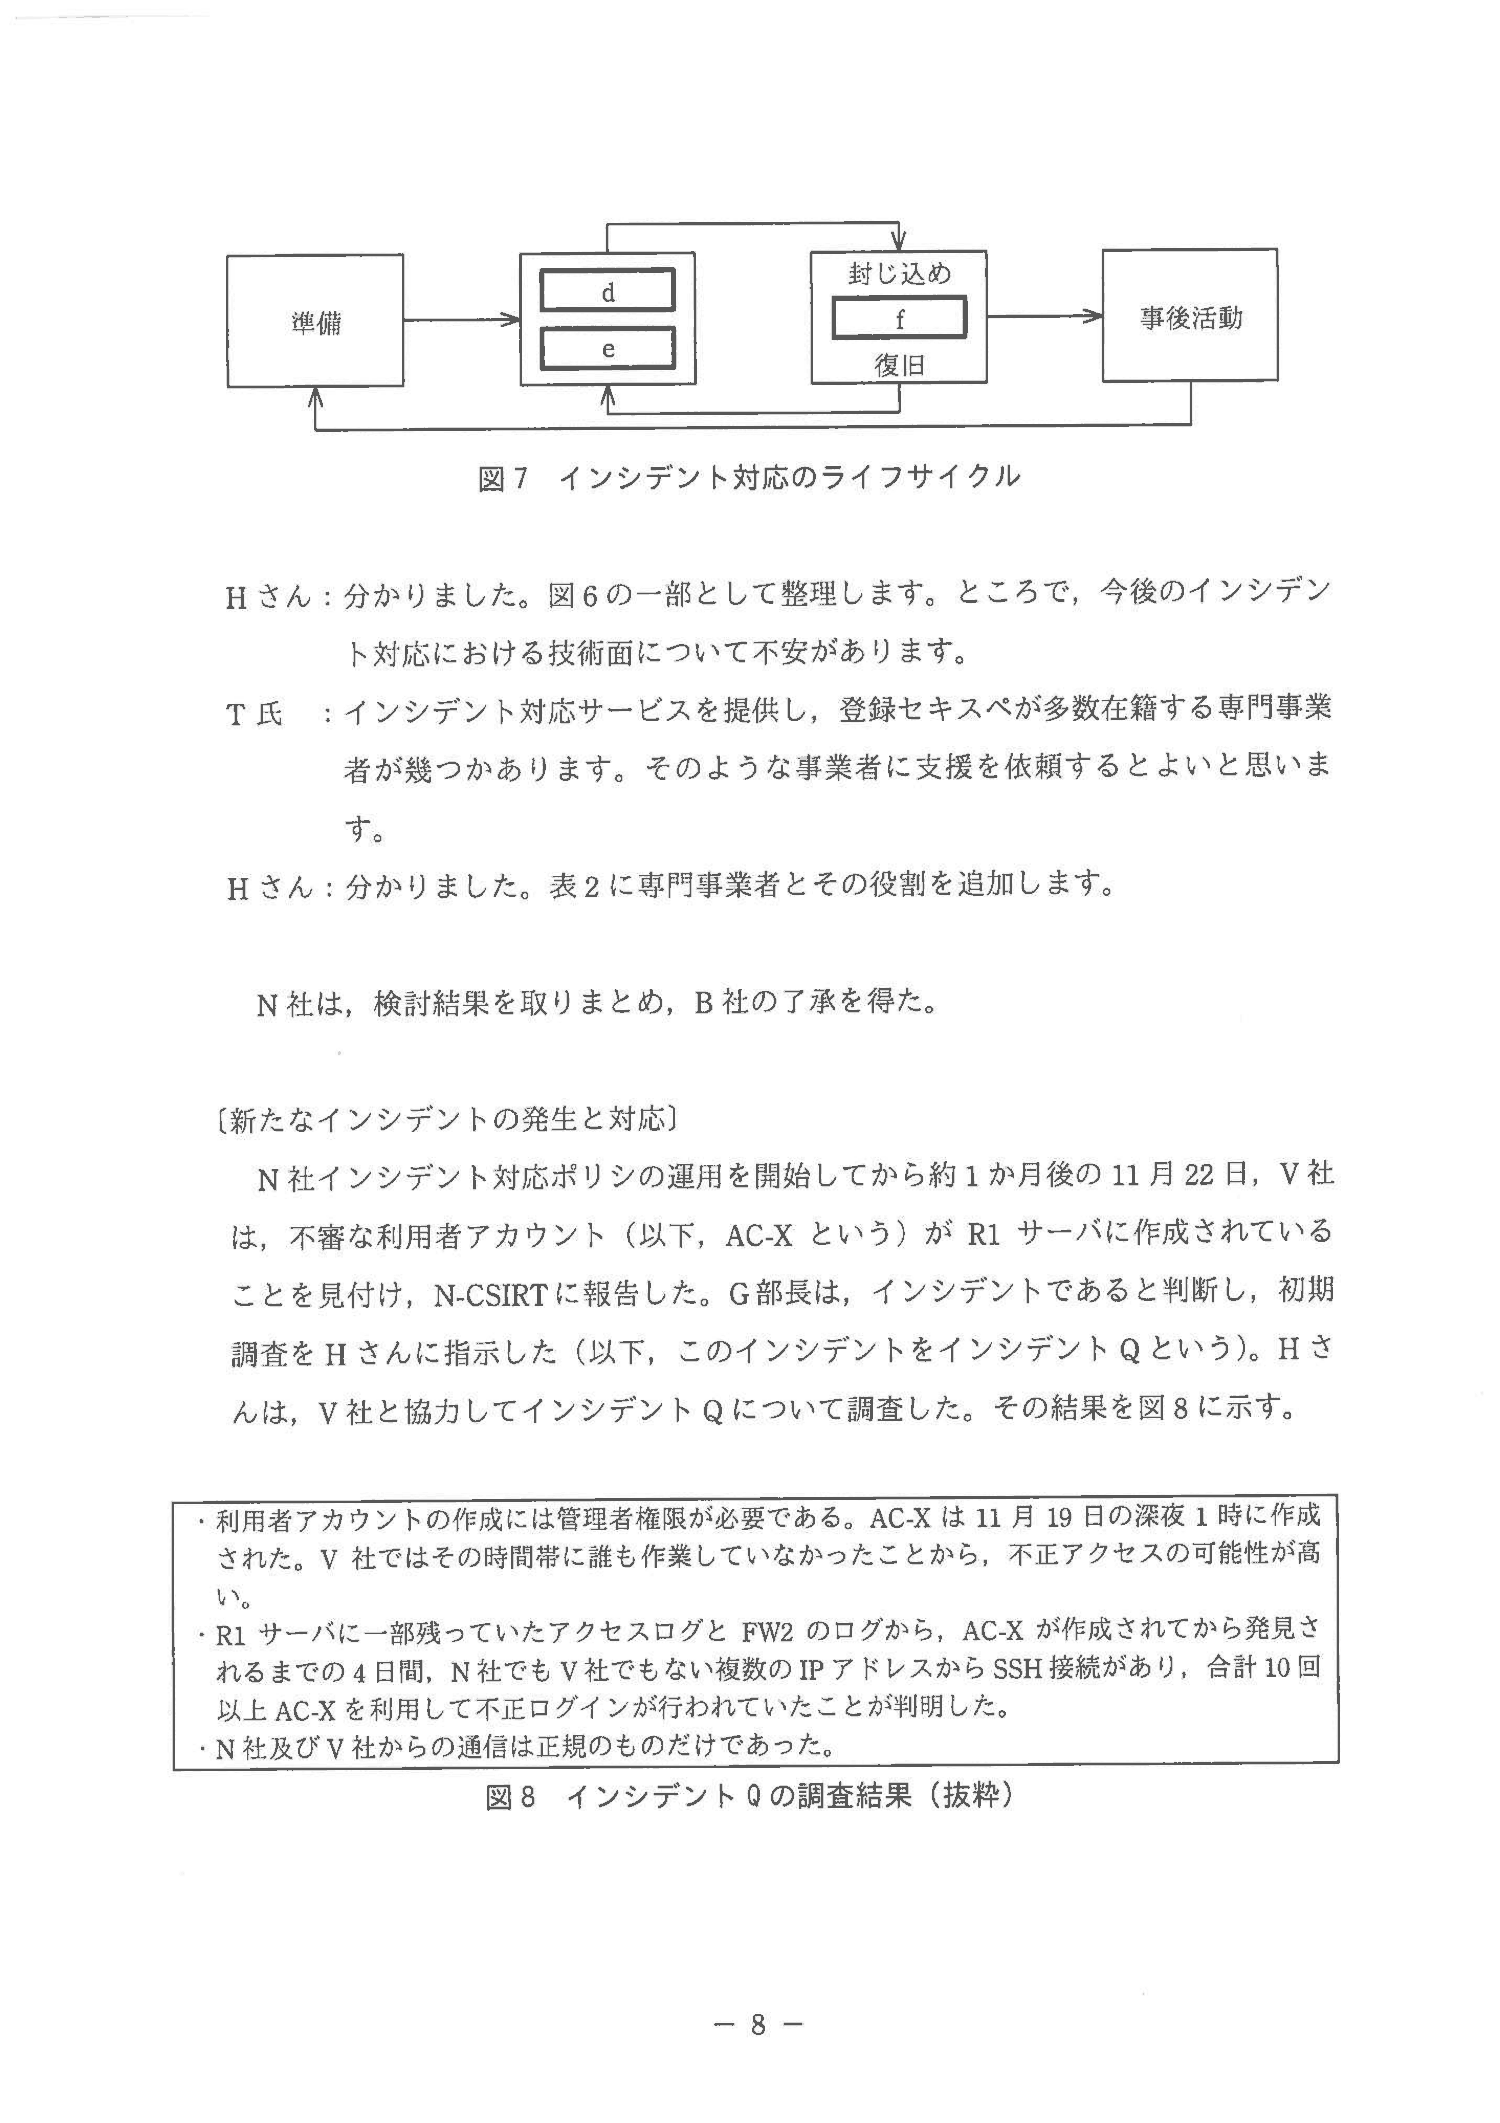 準備
d
e
封じ込め
f
復旧
事後活動
図7 インシデント対応のライフサイクル
Hさん：分かりました。図6の一部として整理します。ところで，今後のインシデン
ト対応における技術面について不安があります。
T氏 ：インシデント対応サービスを提供し，登録セキスペが多数在籍する専門事業
者が幾つかあります。そのような事業者に支援を依頼するとよいと思いま
す。
Hさん：分かりました。表2に専門事業者とその役割を追加します。
N社は，検討結果を取りまとめ，B社の了承を得た。
〔新たなインシデントの発生と対応〕
N社インシデント対応ポリシの運用を開始してから約1か月後の11月22日，V社
は，不審な利用者アカウント（以下，AC-Xという）がR1サーバに作成されている
ことを見付け，N-CSIRTに報告した。G部長は，インシデントであると判断し，初期
調査をHさんに指示した（以下，このインシデントをインシデントQという）。Hさ
んは，V社と協力してインシデントQについて調査した。その結果を図8に示す。
・利用者アカウントの作成には管理者権限が必要である。AC-Xは11月19日の深夜1時に作成
された。V社ではその時間帯に誰も作業していなかったことから，不正アクセスの可能性が高
い。
・R1サーバに一部残っていたアクセスログとFW2のログから，AC-Xが作成されてから発見さ
れるまでの4日間，N社でもV社でもない複数のIPアドレスからSSH接続があり，合計10回
以上AC-Xを利用して不正ログインが行われていたことが判明した。
・N社及びV社からの通信は正規のものだけであった。
図8 インシデントQの調査結果（抜粋）
－ 8 －